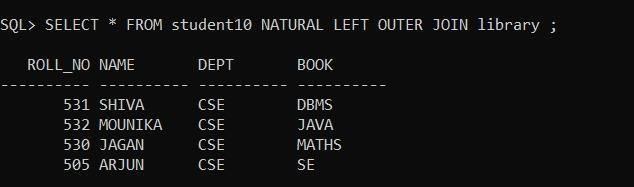 SQL> SELECT * FROM student10 NATURAL LEFT OUTER JOIN library ;
ROLL_NO NAME DEPT BOOK
---------- ---------- ---------- ----------
531 SHIVA CSE DBMS
532 MOUNIKA CSE JAVA
530 JAGAN CSE MATHS
505 ARJUN CSE SE